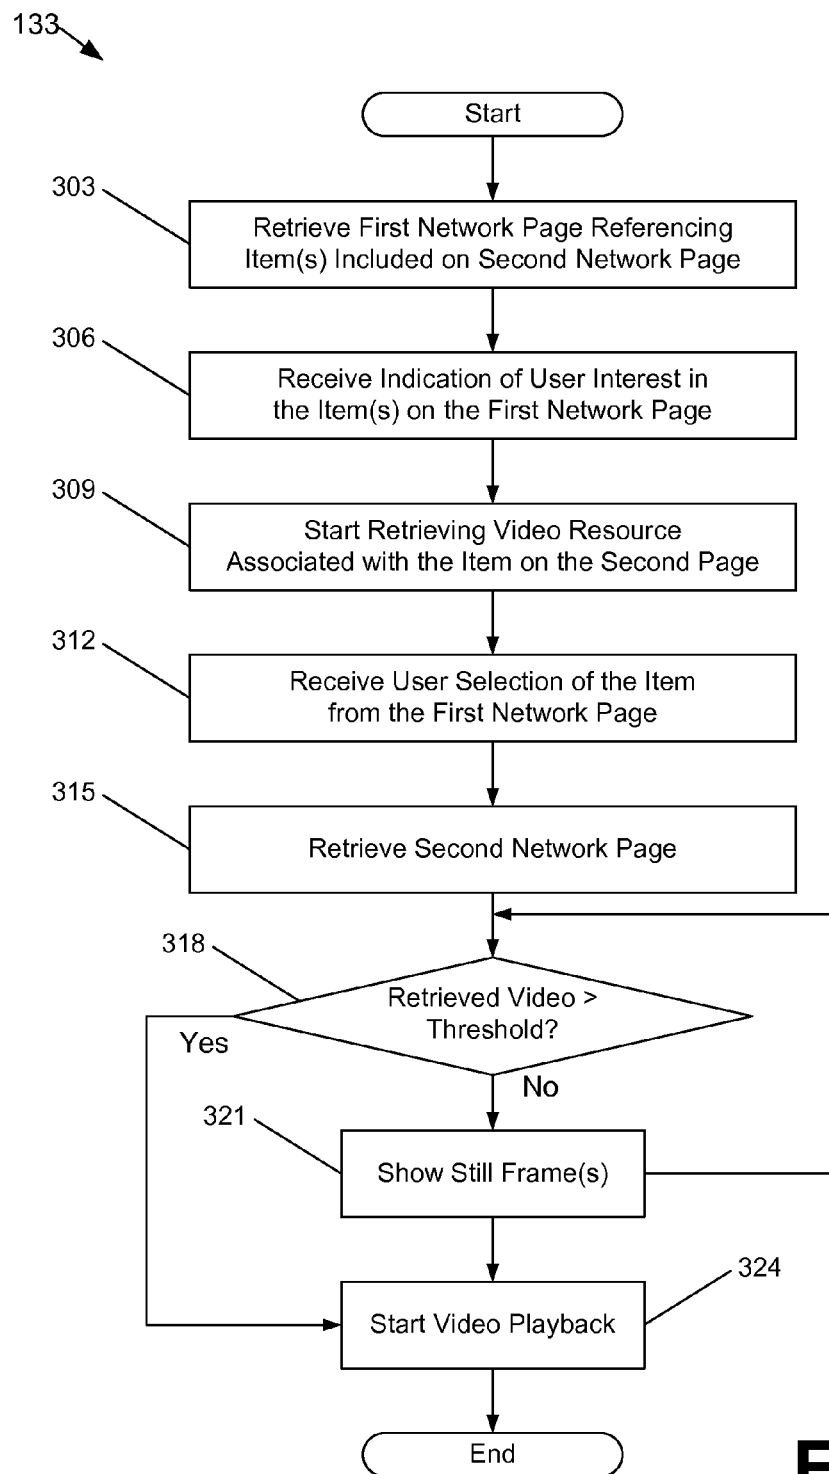 133
Start
303
Retrieve First Network Page Referencing
Item(s) Included on Second Network Page
306
Receive Indication of User Interest in
the Item(s) on the First Network Page
309
Start Retrieving Video Resource
Associated with the Item on the Second Page
312
Receive User Selection of the Item
from the First Network Page
315
Retrieve Second Network Page
318
Retrieved Video >
Threshold?
Yes
No
321
Show Still Frame(s)
324
Start Video Playback
End